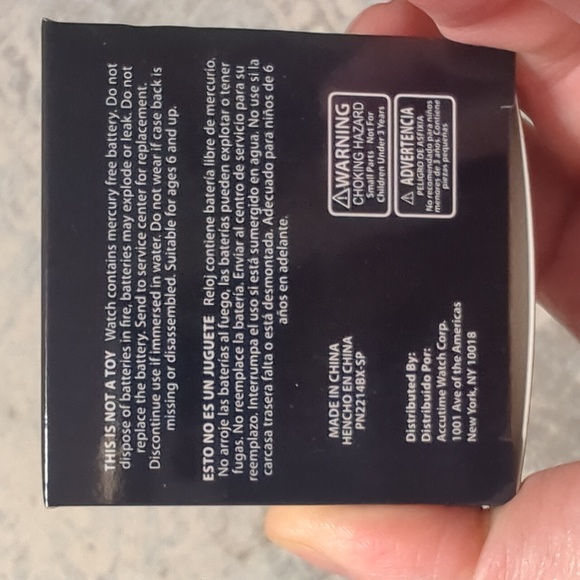 THIS IS NOT A TOY Watch contains mercury free battery. Do not
dispose of batteries in fire, batteries may explode or leak. Do not
replace the battery. Send to service center for replacement.
Discontinue use if immersed in water. Do not wear if case back is
missing or disassembled. Suitable for ages 6 and up.
ESTO NO ES UN JUGUETE Reloj contiene batería libre de mercurio.
No arroje las baterías al fuego, las baterías pueden explotar o tener
fugas. No reemplace la batería. Enviar al centro de servicio para su
reemplazo. Interrumpa el uso si está sumergido en agua. No use si la
carcasa trasera falta o está desmontada. Adecuado para niños de 6
años en adelante.
MADE IN CHINA
HENCHO EN CHINA
PN2214BX-SP
WARNING
CHOKING HAZARD
Small Parts Not For
Children Under 3 Years
ADVERTENCIA
PELIGRO DE ASFIXIA
No recomendado para niños
menores de 3 años. Contiene
piezas pequeñas
Distributed By:
Distribuido Por:
Accutime Watch Corp.
1001 Ave of the Americas
New York, NY 10018